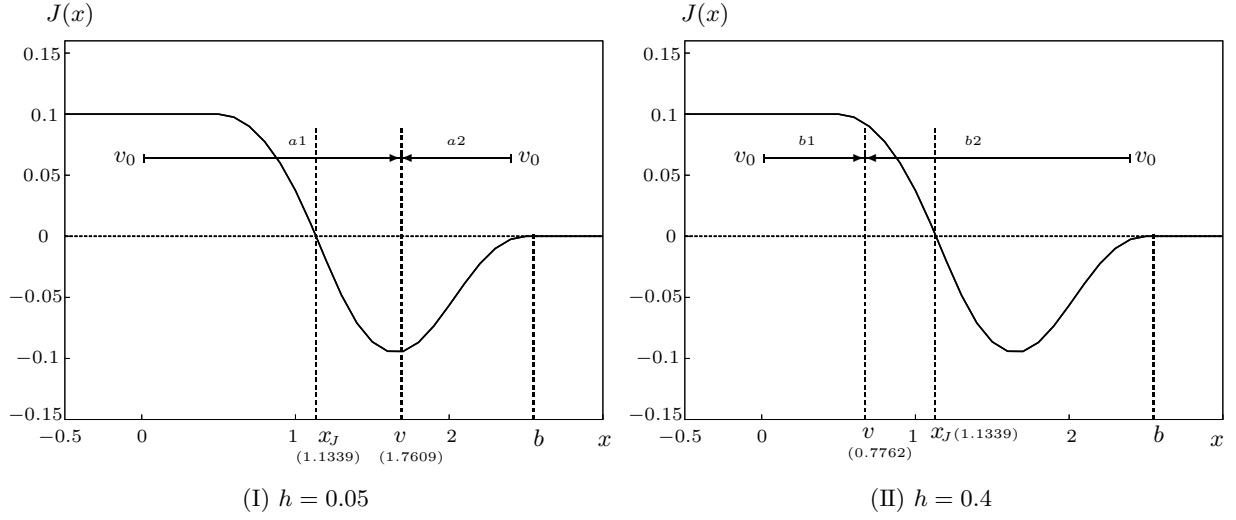 J(x) J(x)
0.15 0.15
0.1 0.1
a1 a2 b1 b2
v₀ v₀ v₀ v₀
0.05 0.05
0 0
−0.05 −0.05
−0.1 −0.1
−0.15 −0.15
−0.5 0 1 x_J v 2 b x −0.5 0 v 1 x_J (1.1339) 2 b x
(1.1339) (1.7609) (0.7762)
(I) h = 0.05 (II) h = 0.4